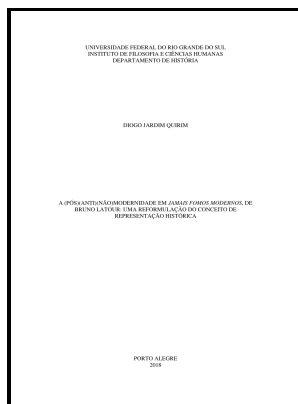 UNIVERSIDADE FEDERAL DO RIO GRANDE DO SUL
INSTITUTO DE FILOSOFIA E CIÊNCIAS HUMANAS
DEPARTAMENTO DE HISTÓRIA
DIOGO JARDIM QUIRIM
A (PÓS)(ANTI)(NÃO)MODERNIDADE EM JAMAIS FOMOS MODERNOS, DE
BRUNO LATOUR: UMA REFORMULAÇÃO DO CONCEITO DE
REPRESENTAÇÃO HISTÓRICA
PORTO ALEGRE
2018